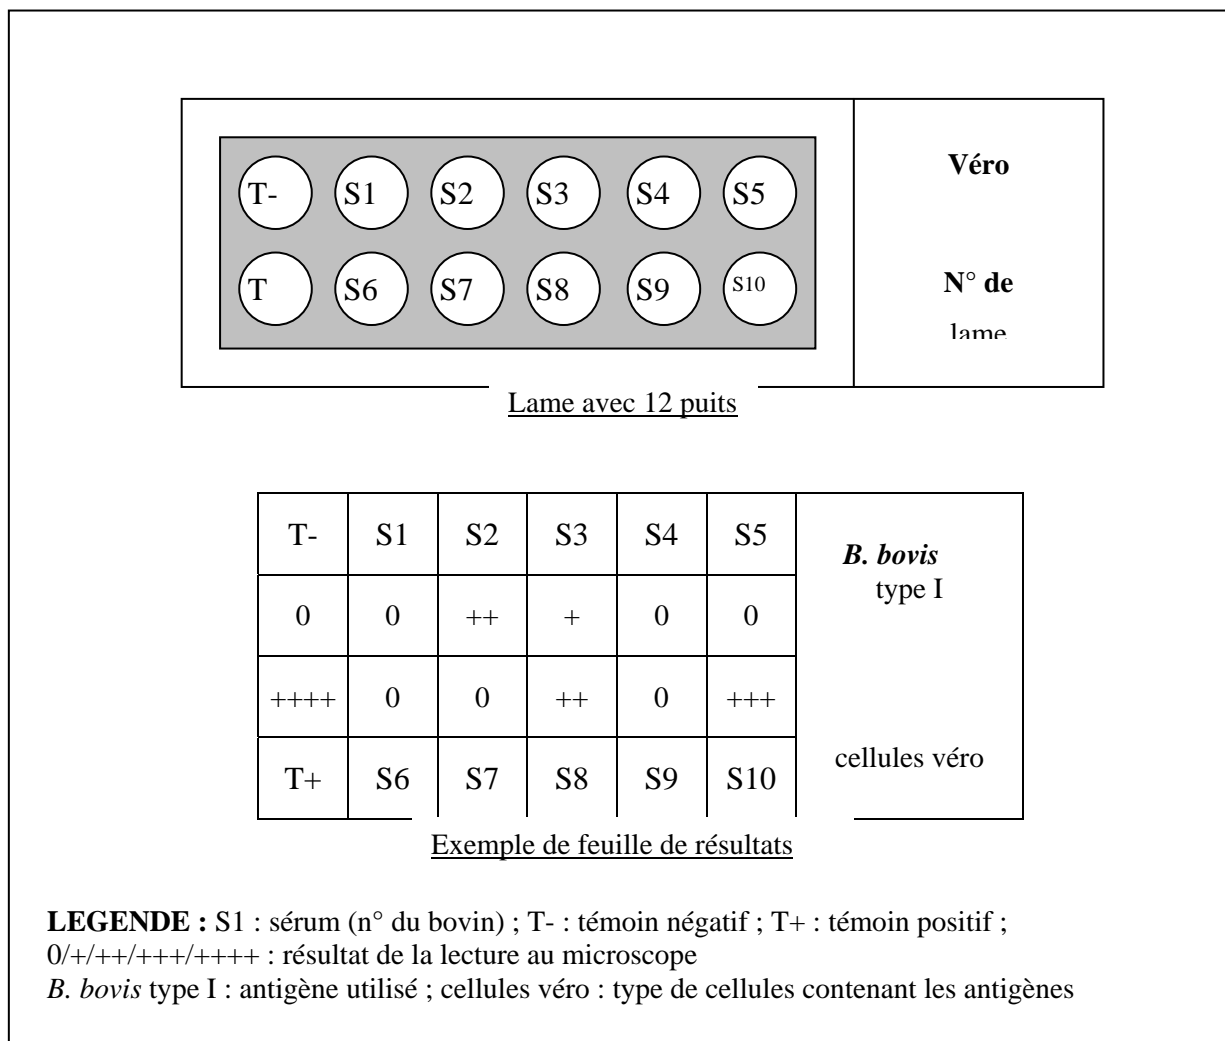 T- S1 S2 S3 S4 S5 Véro
T S6 S7 S8 S9 S10 N° de
lame
Lame avec 12 puits
T- S1 S2 S3 S4 S5 B. bovis
type I
0 0 ++ + 0 0
++++ 0 0 ++ 0 +++
cellules véro
T+ S6 S7 S8 S9 S10
Exemple de feuille de résultats
LEGENDE : S1 : sérum (n° du bovin) ; T- : témoin négatif ; T+ : témoin positif ;
0/+/++/+++/++++ : résultat de la lecture au microscope
B. bovis type I : antigène utilisé ; cellules véro : type de cellules contenant les antigènes